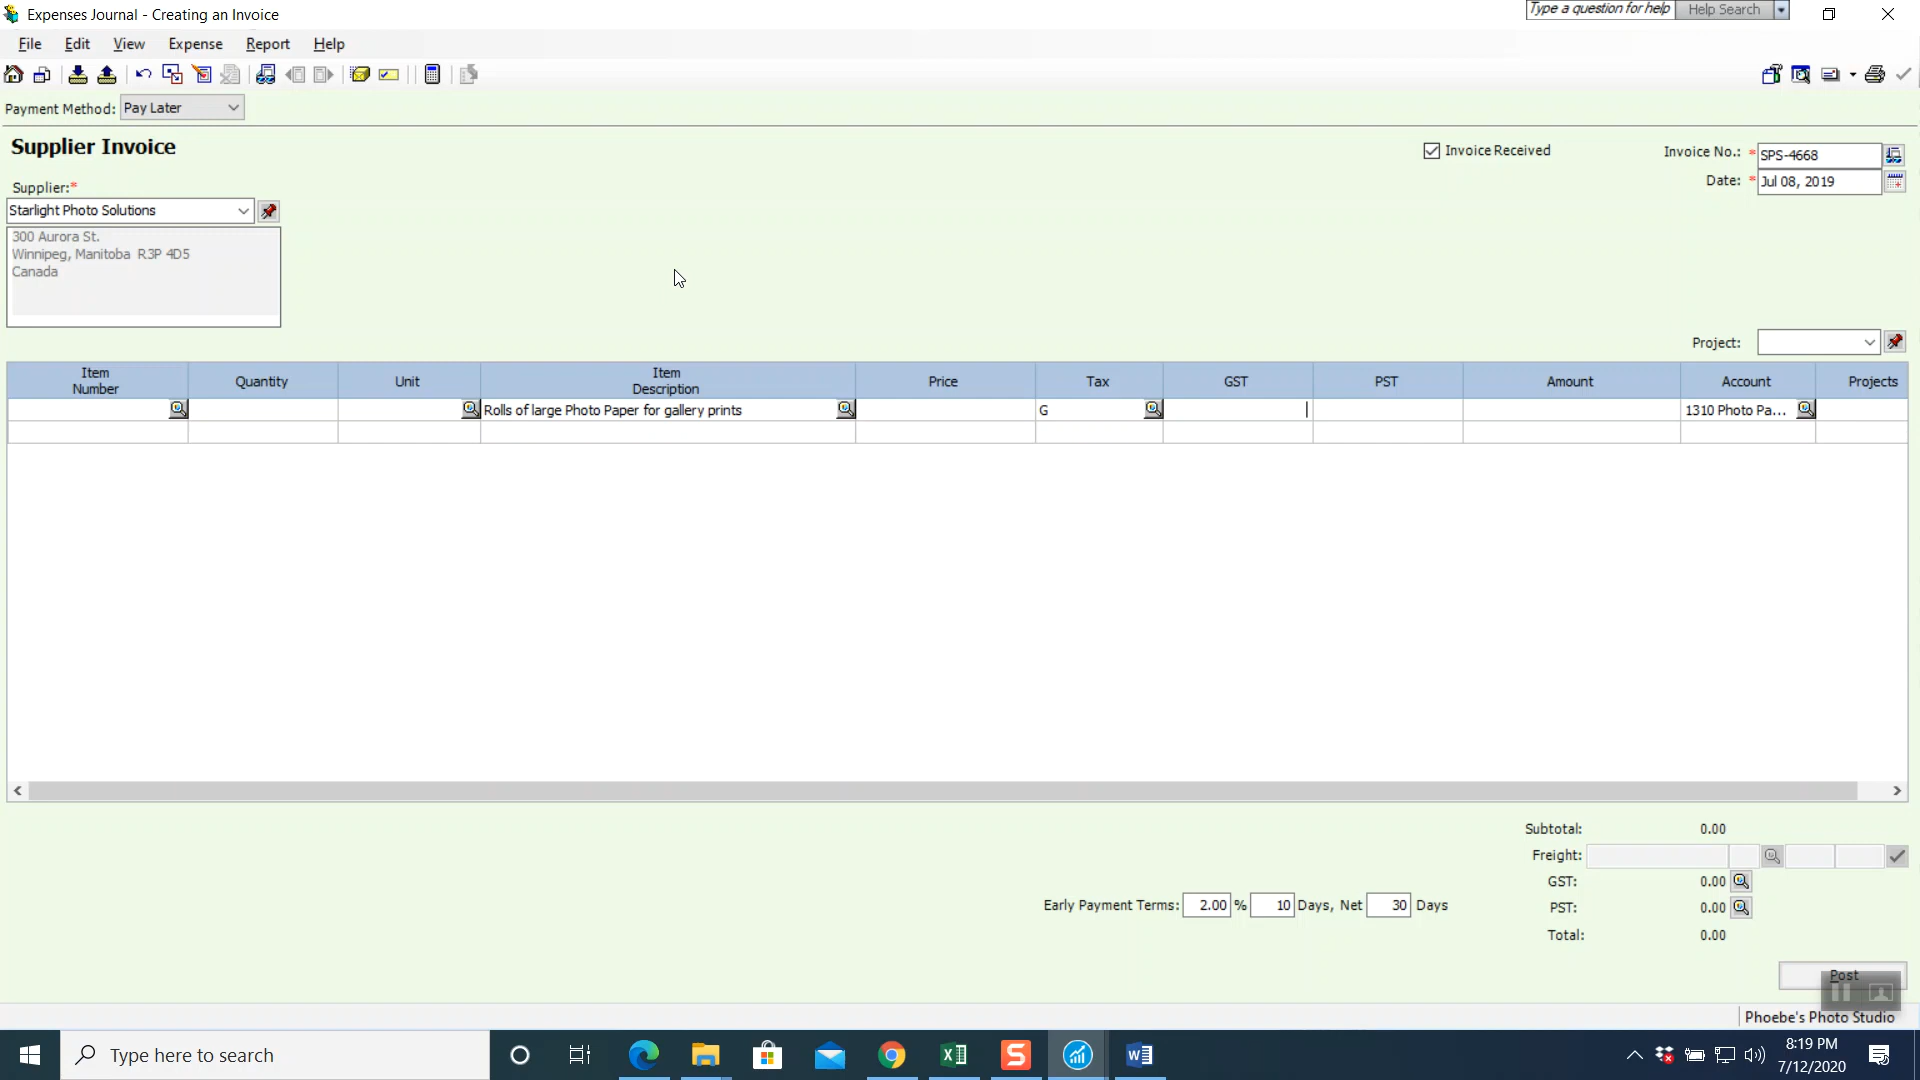 Expenses Journal - Creating an Invoice
Type a question for help
Help Search
File Edit View Expense Report Help
Payment Method: Pay Later
Supplier Invoice
Invoice Received
Invoice No.: * SPS-4668
Date: * Jul 08, 2019
Supplier:*
Starlight Photo Solutions
300 Aurora St.
Winnipeg, Manitoba R3P 4D5
Canada
Project:
Item Number Quantity Unit Item Description Price Tax GST PST Amount Account Projects
Rolls of large Photo Paper for gallery prints G 1310 Photo Pa...
Subtotal: 0.00
Freight:
GST: 0.00
Early Payment Terms: 2.00 % 10 Days, Net 30 Days
PST: 0.00
Total: 0.00
Post
Phoebe's Photo Studio
Type here to search
8:19 PM
7/12/2020